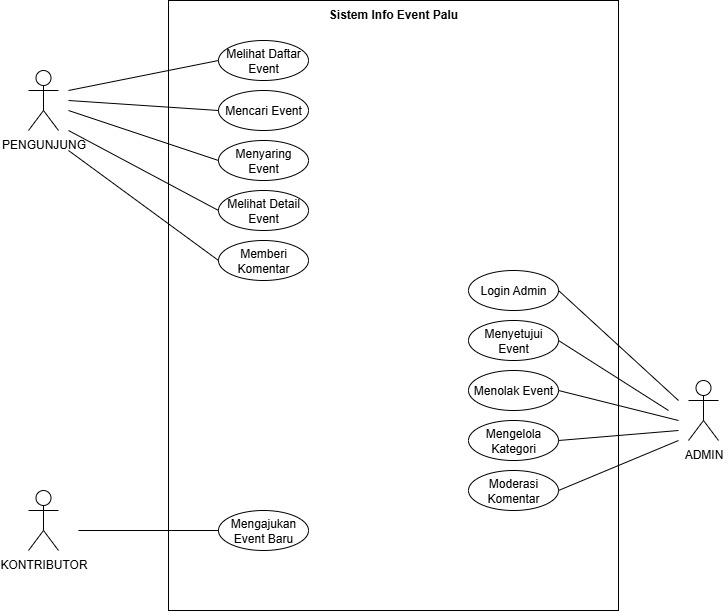 Sistem Info Event Palu
Melihat Daftar
Event
Mencari Event
PENGUNJUNG
Menyaring
Event
Melihat Detail
Event
Memberi
Komentar
Login Admin
Menyetujui
Event
Menolak Event
Mengelola
Kategori
ADMIN
Moderasi
Komentar
Mengajukan
Event Baru
KONTRIBUTOR